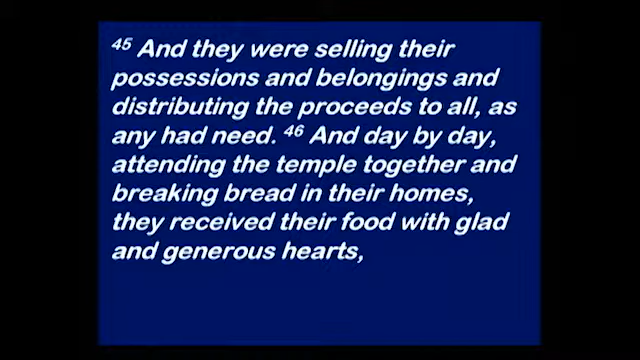 45 And they were selling their
possessions and belongings and
distributing the proceeds to all, as
any had need. 46 And day by day,
attending the temple together and
breaking bread in their homes,
they received their food with glad
and generous hearts,